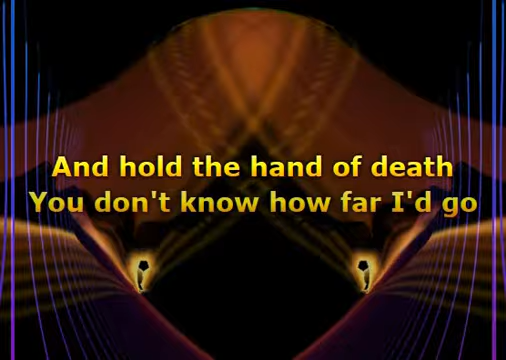 And hold the hand of death
You don't know how far I'd go